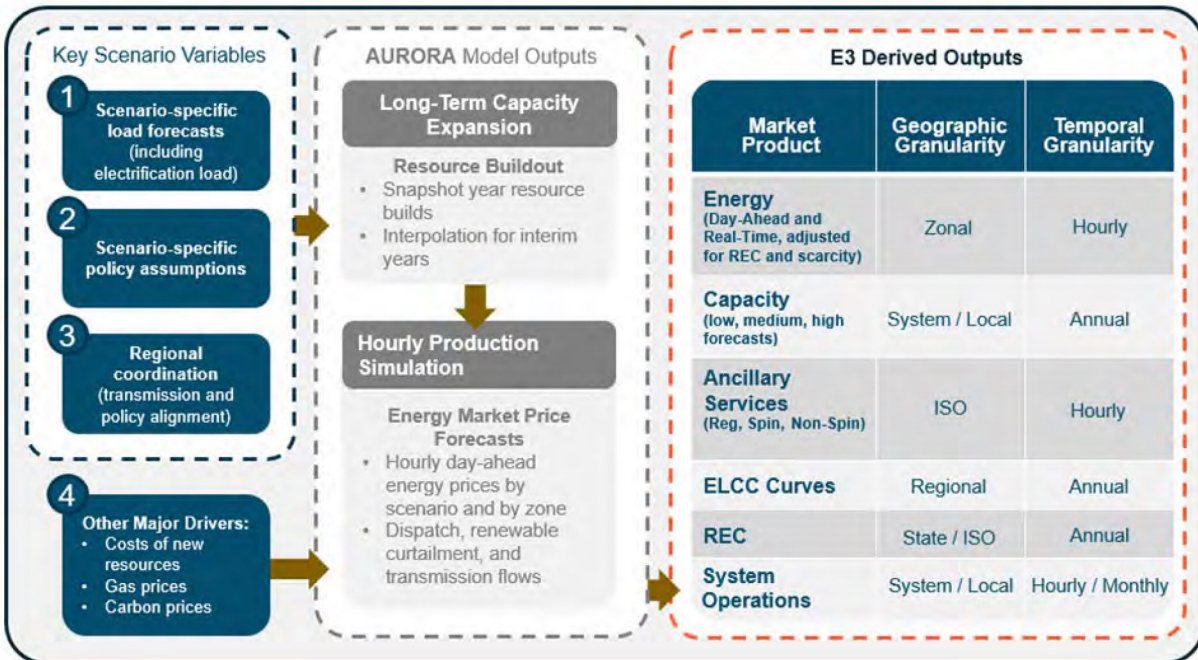 Key Scenario Variables
1
Scenario-specific
load forecasts
(including
electrification load)
2
Scenario-specific
policy assumptions
3
Regional
coordination
(transmission and
policy alignment)
4
Other Major Drivers:
• Costs of new
resources
• Gas prices
• Carbon prices
AURORA Model Outputs
Long-Term Capacity
Expansion
Resource Buildout
• Snapshot year resource
builds
• Interpolation for interim
years
Hourly Production
Simulation
Energy Market Price
Forecasts
• Hourly day-ahead
energy prices by
scenario and by zone
• Dispatch, renewable
curtailment, and
transmission flows
E3 Derived Outputs
Market
Product
Geographic
Granularity
Temporal
Granularity
Energy
(Day-Ahead and
Real-Time, adjusted
for REC and scarcity)
Zonal
Hourly
Capacity
(low, medium, high
forecasts)
System / Local
Annual
Ancillary
Services
(Reg, Spin, Non-Spin)
ISO
Hourly
ELCC Curves
Regional
Annual
REC
State / ISO
Annual
System
Operations
System / Local
Hourly / Monthly